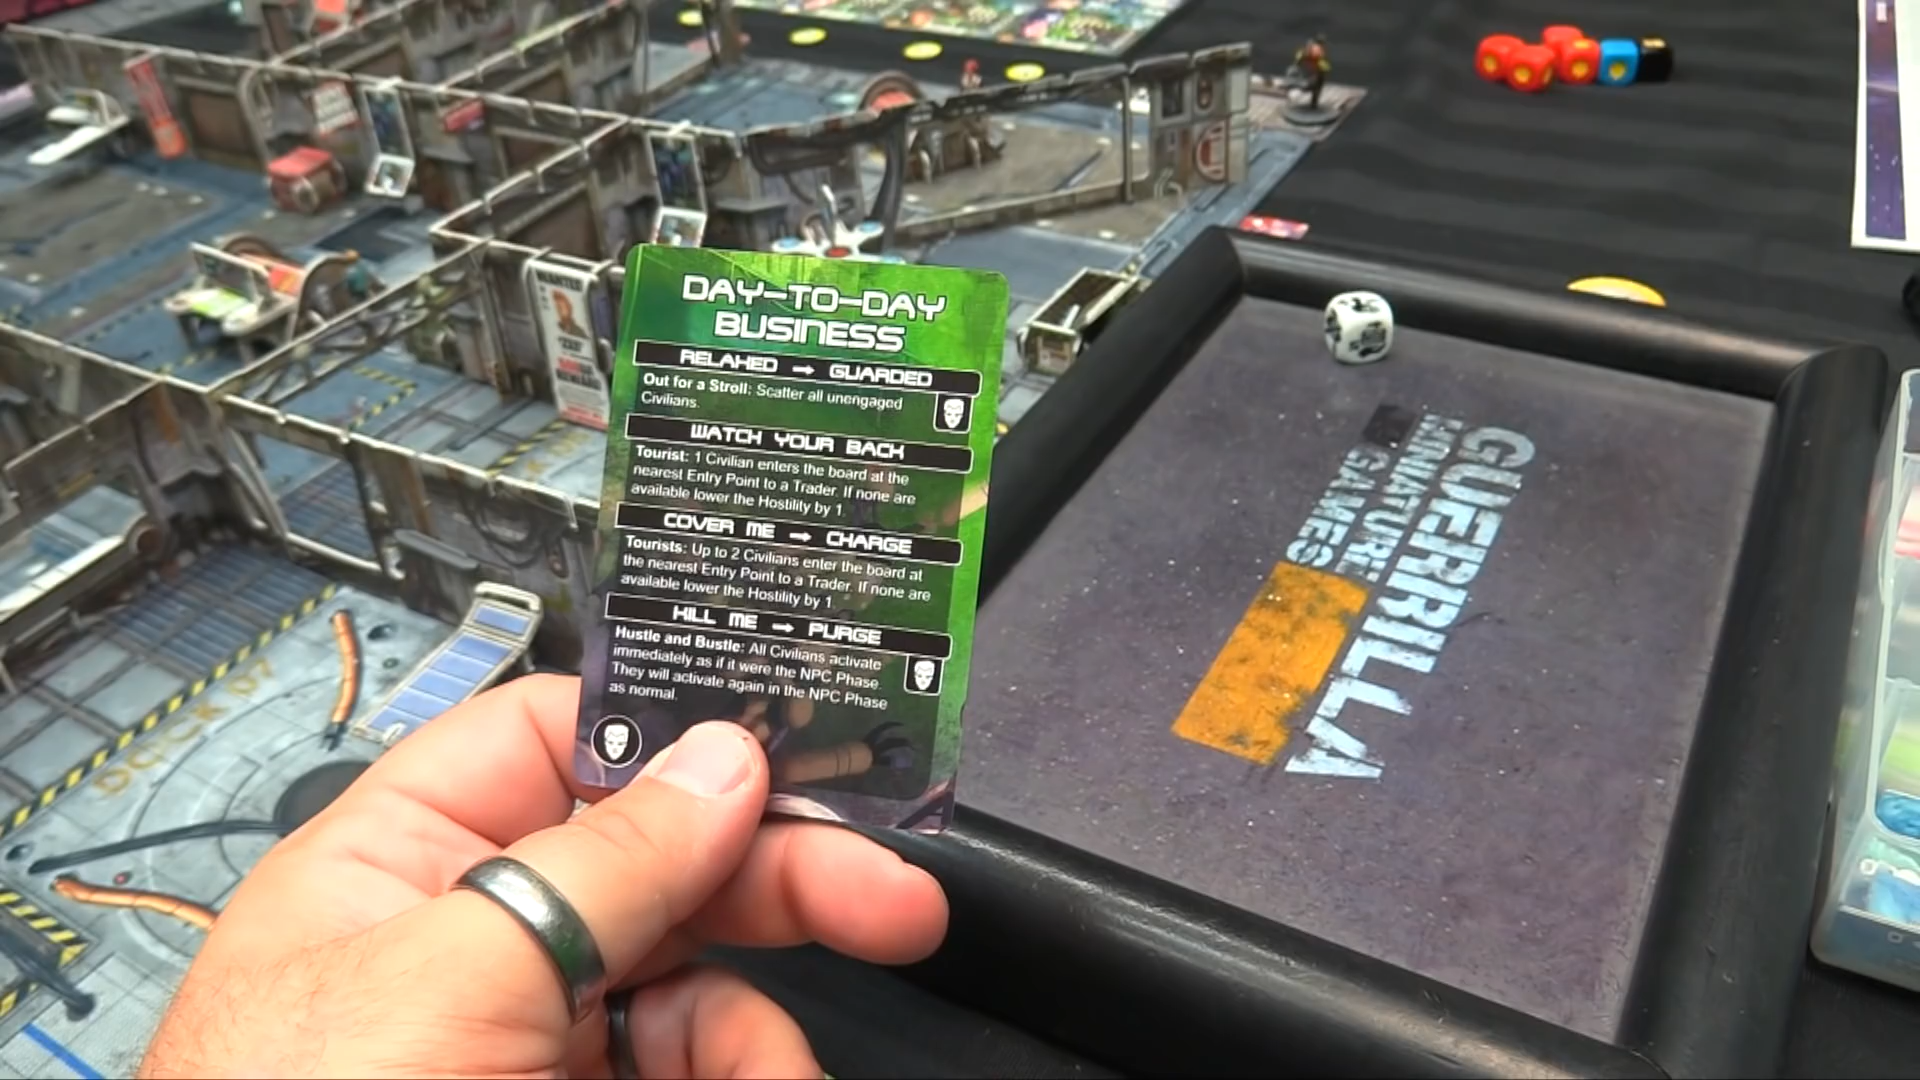 DAY-TO-DAY
BUSINESS
RELAXED → GUARDED
Out for a Stroll: Scatter all unengaged
Civilians.
WATCH YOUR BACK
Tourist: 1 Civilian enters the board at the
nearest Entry Point to a Trader. If none are
available lower the Hostility by 1.
COVER ME → CHARGE
Tourists: Up to 2 Civilians enter the board at
the nearest Entry Point to a Trader. If none are
available lower the Hostility by 1.
KILL ME → PURGE
Hustle and Bustle: All Civilians activate
immediately as if it were the NPC Phase.
They will activate again in the NPC Phase
as normal.
GUERRILLA
MINIATURE
GAMES
WANTED
DOCK 07